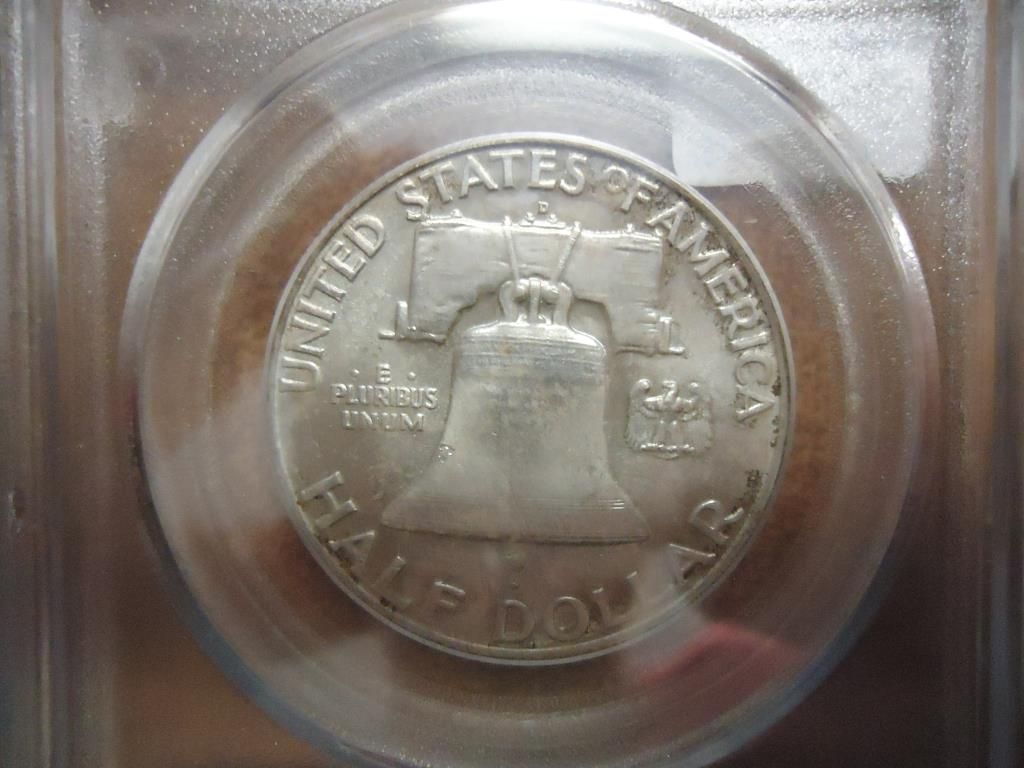 UNITED STATES OF AMERICA
D
· E ·
PLURIBUS
UNUM
HALF DOLLAR